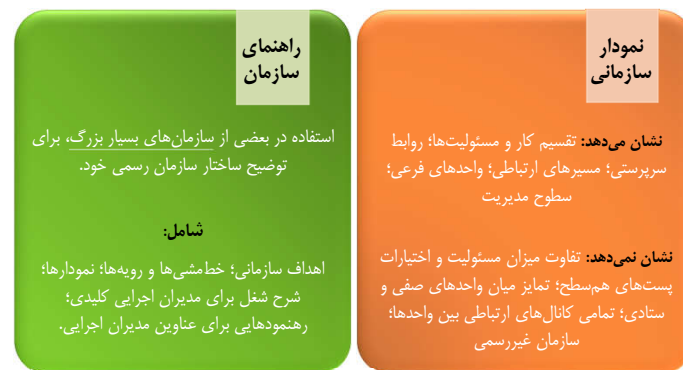 نمودار
سازمانی
نشان می‌دهد: تقسیم کار و مسئولیت‌ها؛ روابط
سرپرستی؛ مسیرهای ارتباطی؛ واحدهای فرعی؛
سطوح مدیریت
نشان نمی‌دهد: تفاوت میزان مسئولیت و اختیارات
پست‌های هم‌سطح؛ تمایز میان واحدهای صفی و
ستادی؛ تمامی کانال‌های ارتباطی بین واحدها؛
سازمان غیررسمی
راهنمای
سازمان
استفاده در بعضی از سازمان‌های بسیار بزرگ، برای
توضیح ساختار سازمان رسمی خود.
شامل:
اهداف سازمانی؛ خط‌مشی‌ها و رویه‌ها؛ نمودارها؛
شرح شغل برای مدیران اجرایی کلیدی؛
رهنمودهایی برای عناوین مدیران اجرایی.